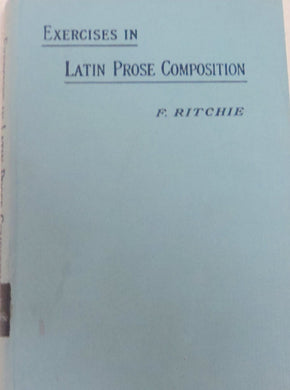 EXERCISES IN
LATIN PROSE COMPOSITION
F. RITCHIE